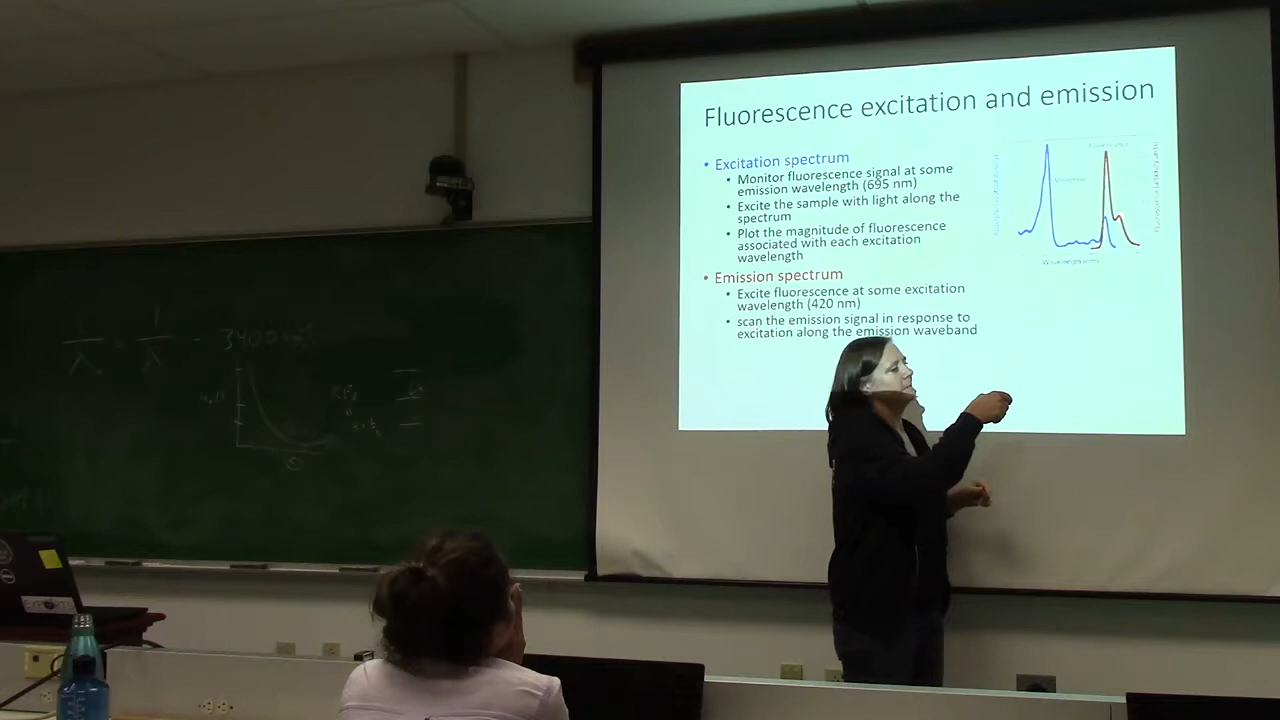 Fluorescence excitation and emission
• Excitation spectrum
• Monitor fluorescence signal at some
emission wavelength (695 nm)
• Excite the sample with light along the
spectrum
• Plot the magnitude of fluorescence
associated with each excitation
wavelength
• Emission spectrum
• Excite fluorescence at some excitation
wavelength (420 nm)
• scan the emission signal in response to
excitation along the emission waveband